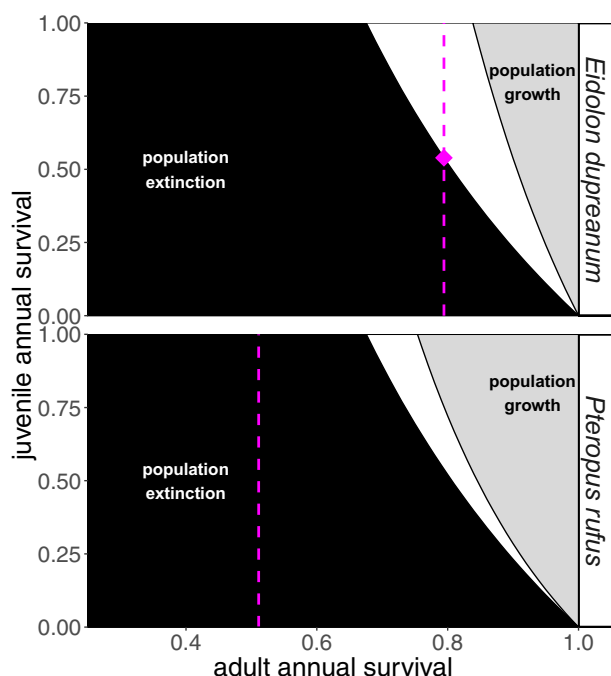 1.00
0.75
0.50
0.25
0.00
population
extinction
population
growth
Eidolon dupreanum
1.00
0.75
0.50
0.25
0.00
population
extinction
population
growth
Pteropus rufus
juvenile annual survival
0.4
0.6
0.8
1.0
adult annual survival